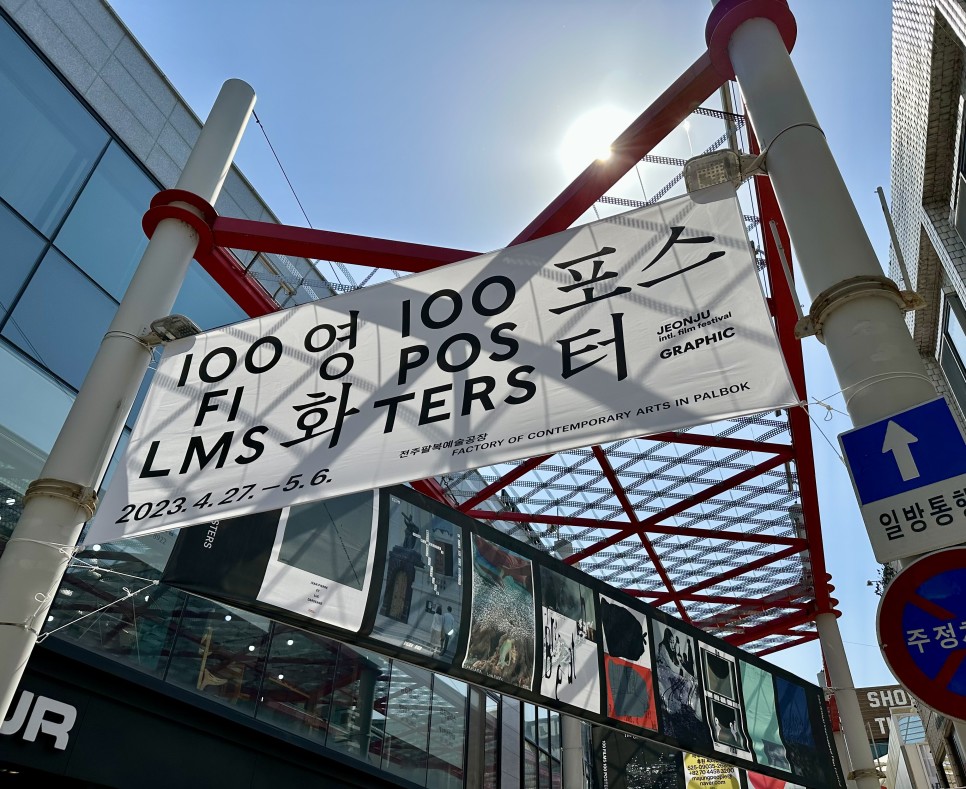 100 영 100 포스
FI POS
LMS 화 TERS 터
JEONJU
intl. film festival
GRAPHIC
전주팔복예술공장
FACTORY OF CONTEMPORARY ARTS IN PALBOK
2023. 4. 27. – 5. 6.
일방통행
주정차
UR
SHO